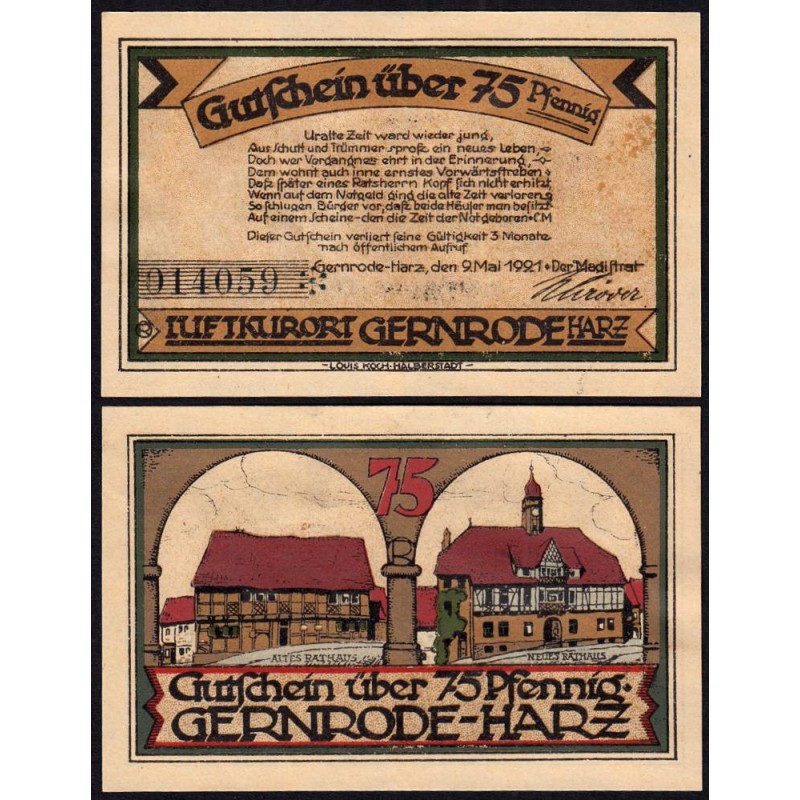 Gutschein über 75 Pfennig
Uralte Zeit ward wieder jung,
Aus Schutt und Trümmer sproß ein neues Leben,
Doch wer Vergangnes ehrt in der Erinnerung,
Dem wohnt auch inne ernstes Vorwärtsstreben
Daß später eines Ratsherrn Kopf sich nicht erhitzt,
Wenn auf dem Notgeld ging die alte Zeit verloren,
So schlugen Bürger vor, daß beide Häuser man besitzt
Auf einem Scheine-den die Zeit der Not geboren·C.M
Dieser Gutschein verliert seine Gültigkeit 3 Monate
nach öffentlichem Aufruf
Gernrode-Harz, den 9.Mai 1921·Der Magistrat
014059
LUFTKURORT GERNRODE HARZ
-LOUIS KOCH·HALBERSTADT-
75
R
ALTES RATHAUS
NEUES RATHAUS
Gutschein über 75 Pfennig·
GERNRODE-HARZ